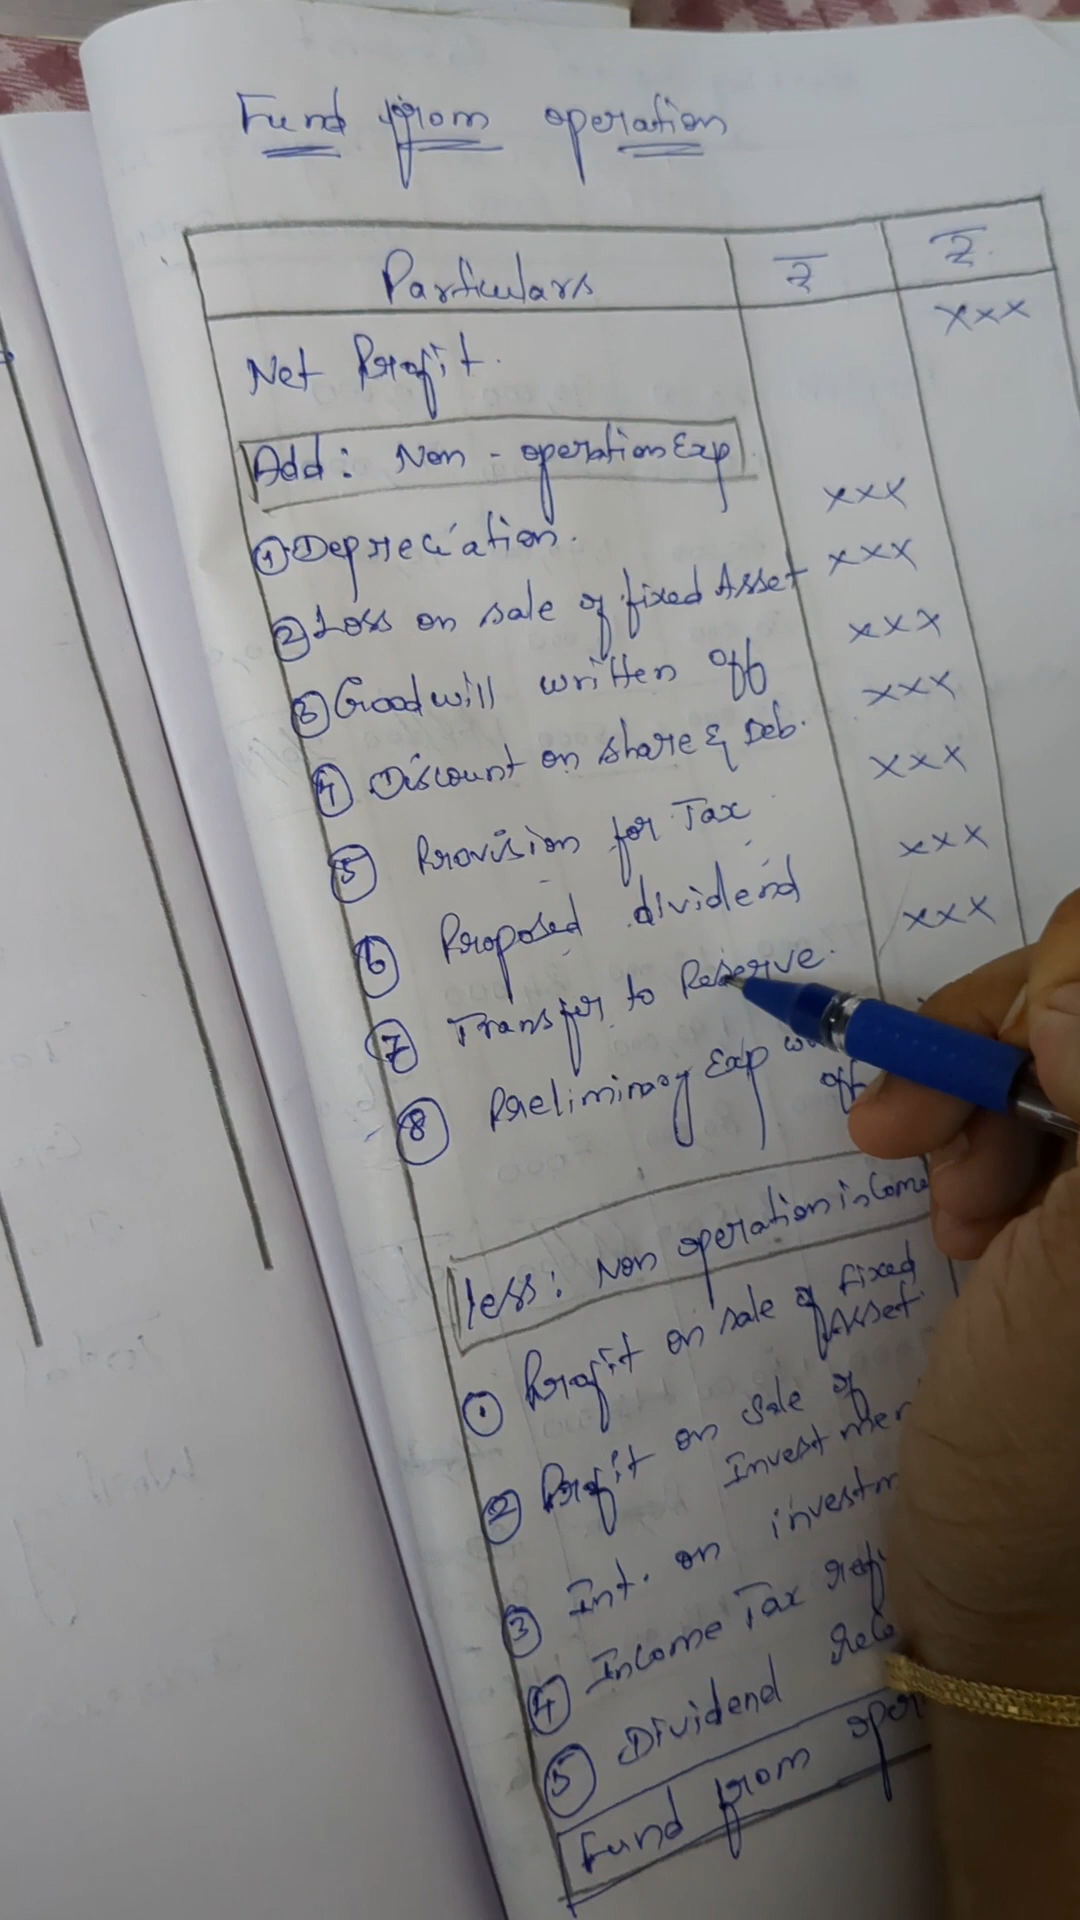 Fund from operation
Particulars ₹ ₹
Net Profit. xxx
Add: Non - operation Exp
① Depreciation. xxx
② Loss on sale of fixed Asset xxx
③ Goodwill written off xxx
④ Discount on share & Deb. xxx
⑤ Provision for Tax xxx
⑥ Proposed dividend xxx
⑦ Transfer to Reserve. xxx
⑧ Preliminary Exp
off
less: Non operation income
① Profit on sale of fixed
Asset
② Profit on sale of
③ Int. on
④ Income Tax
⑤ Dividend
Fund from